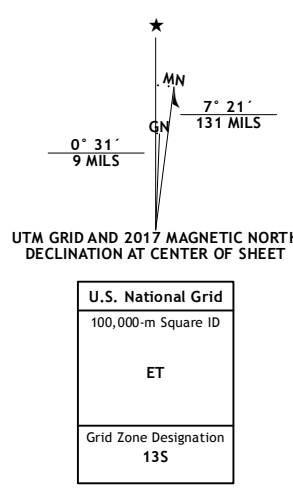 ★
MN
GN
7° 21´
131 MILS
0° 31´
9 MILS
UTM GRID AND 2017 MAGNETIC NORTH
DECLINATION AT CENTER OF SHEET
U.S. National Grid
100,000-m Square ID
ET
Grid Zone Designation
13S